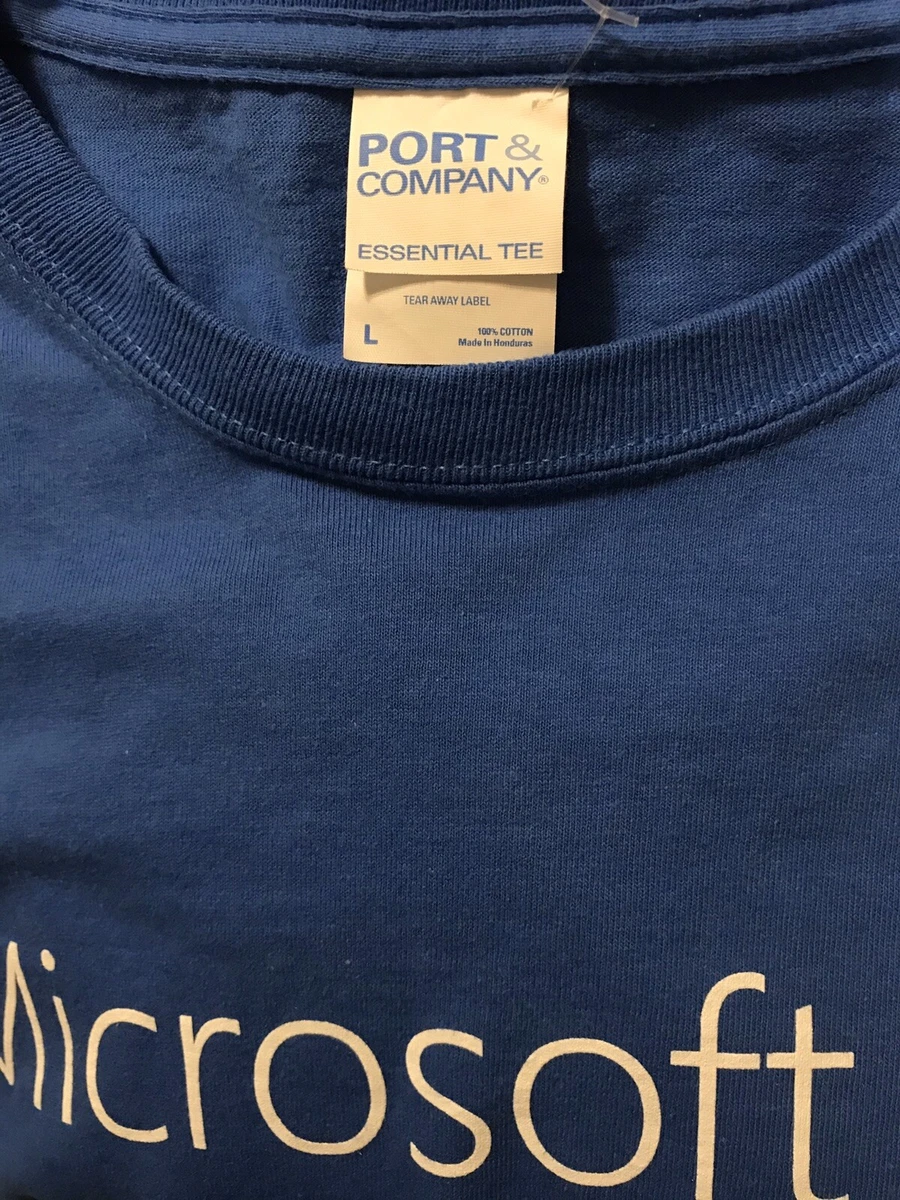 PORT &
COMPANY®
ESSENTIAL TEE
TEAR AWAY LABEL
L
100% COTTON
Made In Honduras
Microsoft